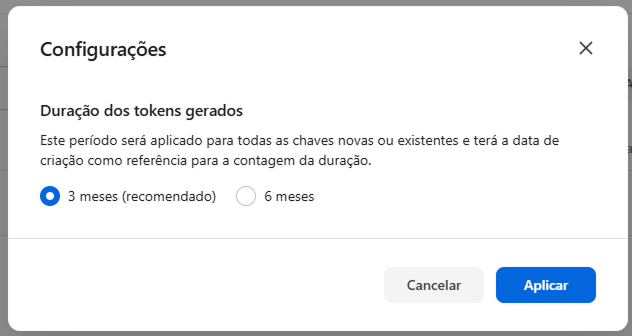 Configurações
Duração dos tokens gerados
Este período será aplicado para todas as chaves novas ou existentes e terá a data de
criação como referência para a contagem da duração.
3 meses (recomendado) 6 meses
Cancelar Aplicar